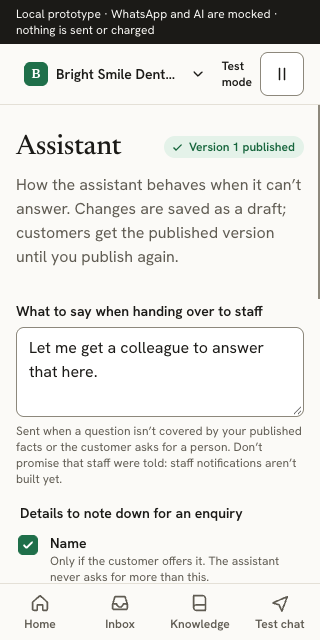 Local prototype · WhatsApp and AI are mocked ·
nothing is sent or charged
B Bright Smile Dent... Test mode
Assistant
Version 1 published
How the assistant behaves when it can’t
answer. Changes are saved as a draft;
customers get the published version
until you publish again.
What to say when handing over to staff
Let me get a colleague to answer
that here.
Sent when a question isn’t covered by your published
facts or the customer asks for a person. Don’t
promise that staff were told: staff notifications aren’t
built yet.
Details to note down for an enquiry
Name
Only if the customer offers it. The assistant
never asks for more than this.
Home Inbox Knowledge Test chat